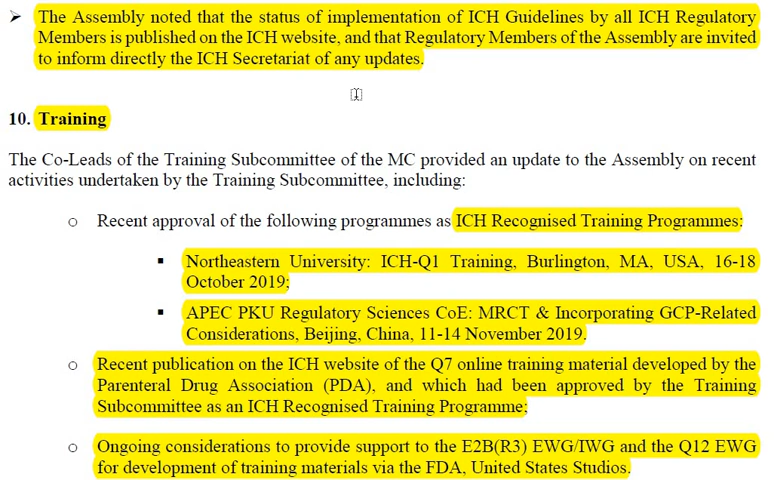 ➤ The Assembly noted that the status of implementation of ICH Guidelines by all ICH Regulatory
Members is published on the ICH website, and that Regulatory Members of the Assembly are invited
to inform directly the ICH Secretariat of any updates.
10. Training
The Co-Leads of the Training Subcommittee of the MC provided an update to the Assembly on recent
activities undertaken by the Training Subcommittee, including:
o Recent approval of the following programmes as ICH Recognised Training Programmes:
▪ Northeastern University: ICH-Q1 Training, Burlington, MA, USA, 16-18
October 2019;
▪ APEC PKU Regulatory Sciences CoE: MRCT & Incorporating GCP-Related
Considerations, Beijing, China, 11-14 November 2019.
o Recent publication on the ICH website of the Q7 online training material developed by the
Parenteral Drug Association (PDA), and which had been approved by the Training
Subcommittee as an ICH Recognised Training Programme;
o Ongoing considerations to provide support to the E2B(R3) EWG/IWG and the Q12 EWG
for development of training materials via the FDA, United States Studios.